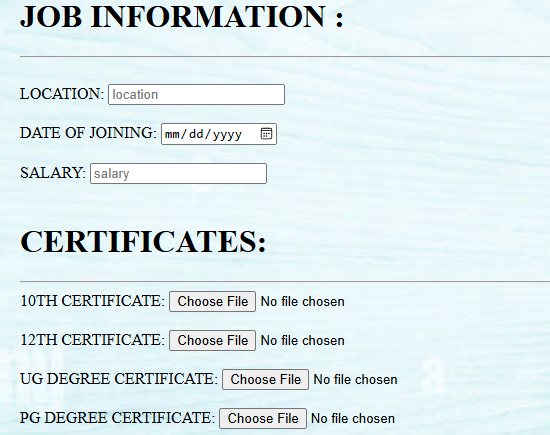 JOB INFORMATION :
LOCATION: location
DATE OF JOINING: mm/dd/yyyy
SALARY: salary
CERTIFICATES:
10TH CERTIFICATE: Choose File No file chosen
12TH CERTIFICATE: Choose File No file chosen
UG DEGREE CERTIFICATE: Choose File No file chosen
PG DEGREE CERTIFICATE: Choose File No file chosen